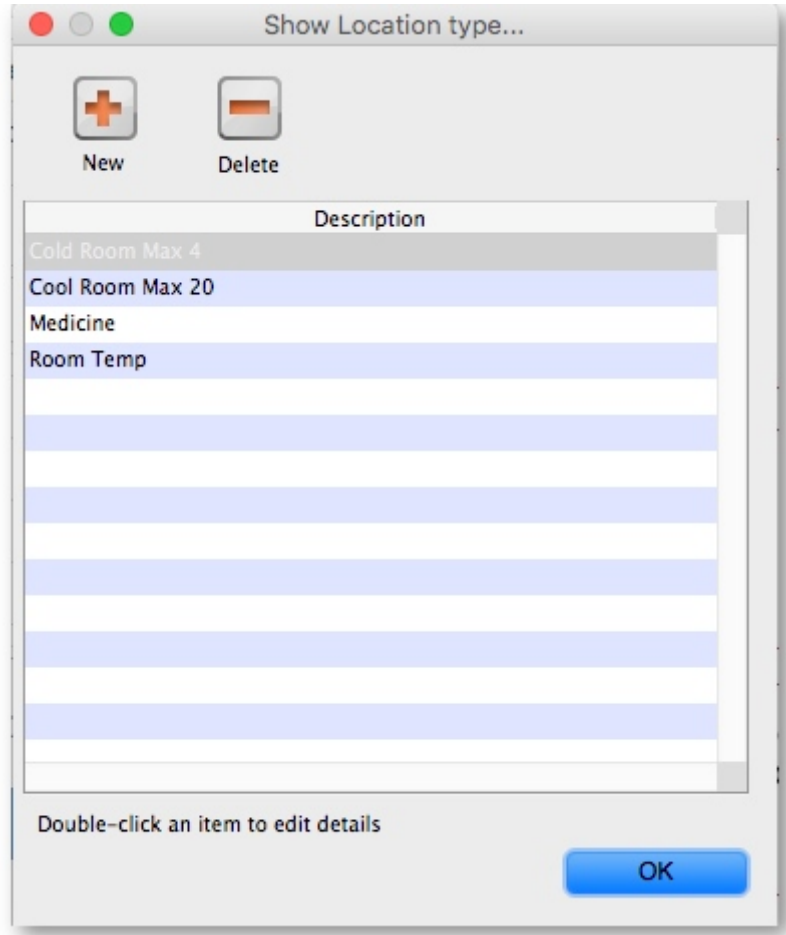 Show Location type...
New Delete
Description
Cold Room Max 4
Cool Room Max 20
Medicine
Room Temp
Double-click an item to edit details
OK